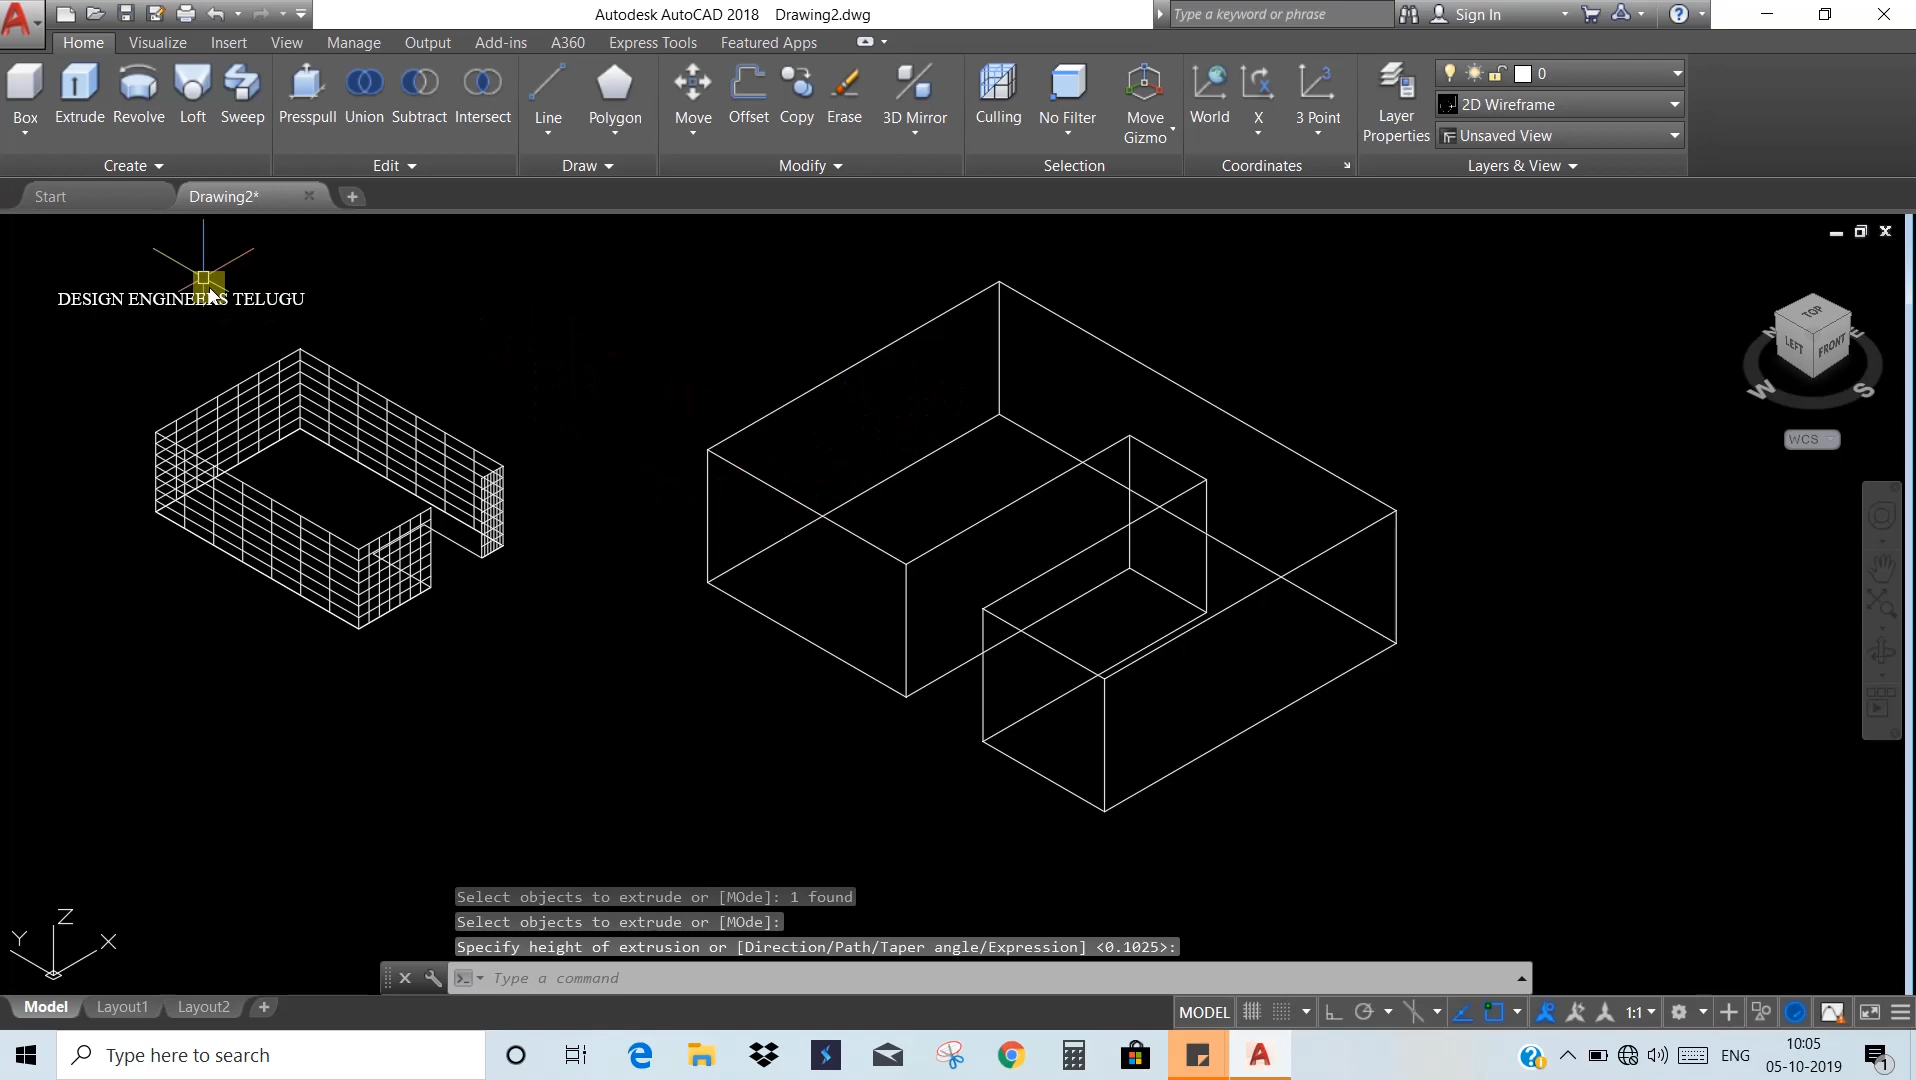 Autodesk AutoCAD 2018 Drawing2.dwg
Type a keyword or phrase
Sign In
Home Visualize Insert View Manage Output Add-ins A360 Express Tools Featured Apps
Box Extrude Revolve Loft Sweep Presspull Union Subtract Intersect Line Polygon Move Offset Copy Erase 3D Mirror Culling No Filter Move Gizmo World X 3 Point Layer Properties
0
2D Wireframe
Unsaved View
Create Edit Draw Modify Selection Coordinates Layers & View
Start Drawing2*
DESIGN ENGINEERS TELUGU
TOP
LEFT FRONT
N E W S
WCS
Select objects to extrude or [MOde]: 1 found
Select objects to extrude or [MOde]:
Specify height of extrusion or [Direction/Path/Taper angle/Expression] <0.1025>:
Z
Y X
Type a command
Model Layout1 Layout2
MODEL 1:1
Type here to search
ENG
10:05
05-10-2019
1